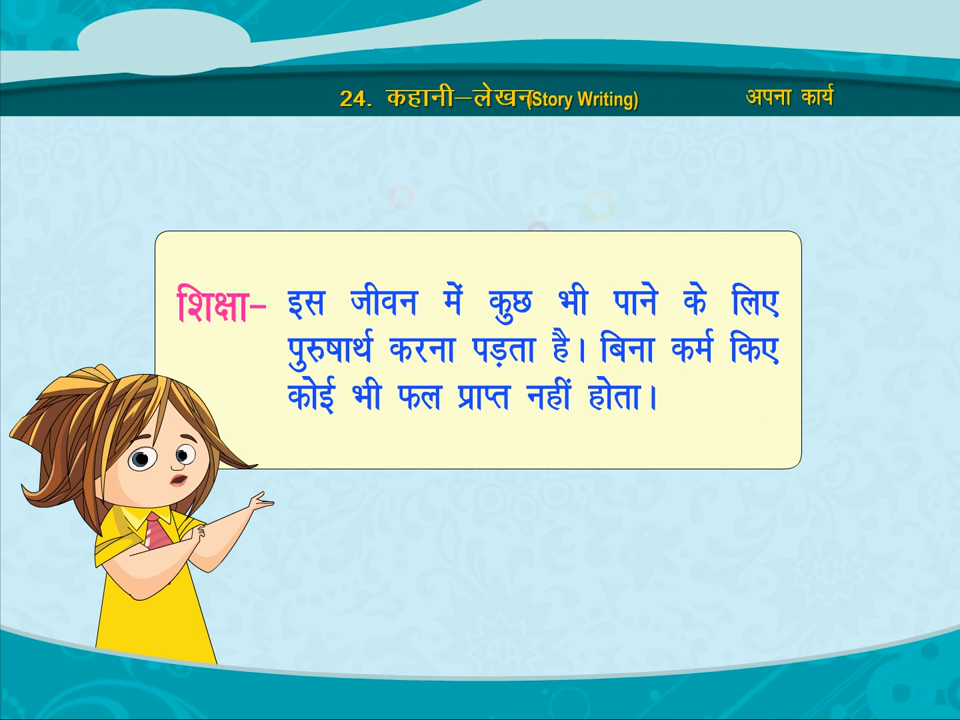 24. कहानी-लेखन(Story Writing) अपना कार्य
शिक्षा- इस जीवन में कुछ भी पाने के लिए
पुरुषार्थ करना पड़ता है। बिना कर्म किए
कोई भी फल प्राप्त नहीं होता।